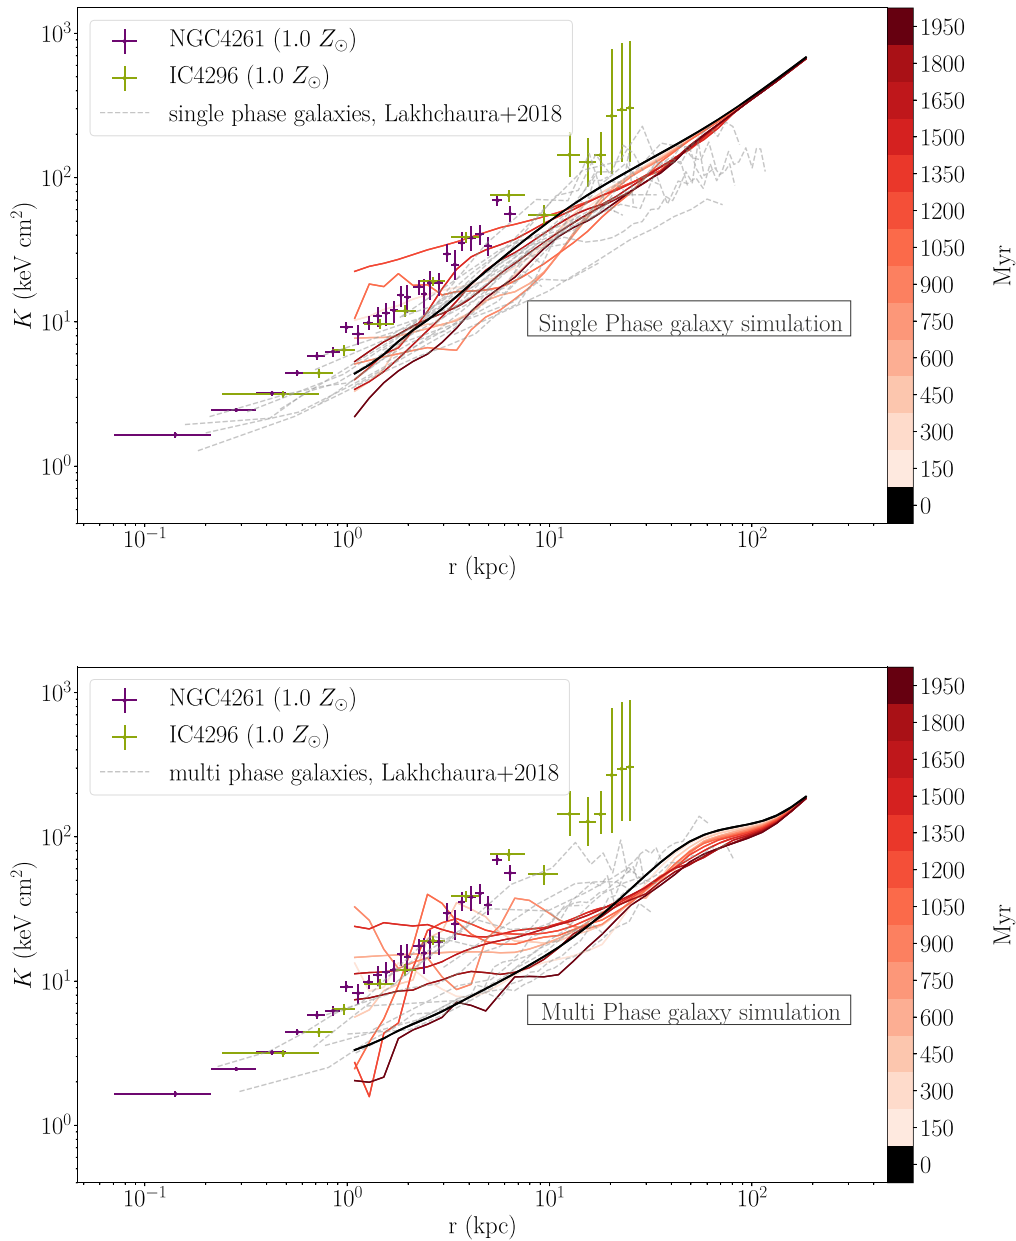 NGC4261 (1.0 Z⊙)
IC4296 (1.0 Z⊙)
single phase galaxies, Lakhchaura+2018
Single Phase galaxy simulation
10³
10²
10¹
10⁰
K (keV cm²)
10⁻¹ 10⁰ 10¹ 10²
r (kpc)
1950
1800
1650
1500
1350
1200
1050
900
750
600
450
300
150
0
Myr
NGC4261 (1.0 Z⊙)
IC4296 (1.0 Z⊙)
multi phase galaxies, Lakhchaura+2018
Multi Phase galaxy simulation
10³
10²
10¹
10⁰
K (keV cm²)
10⁻¹ 10⁰ 10¹ 10²
r (kpc)
1950
1800
1650
1500
1350
1200
1050
900
750
600
450
300
150
0
Myr